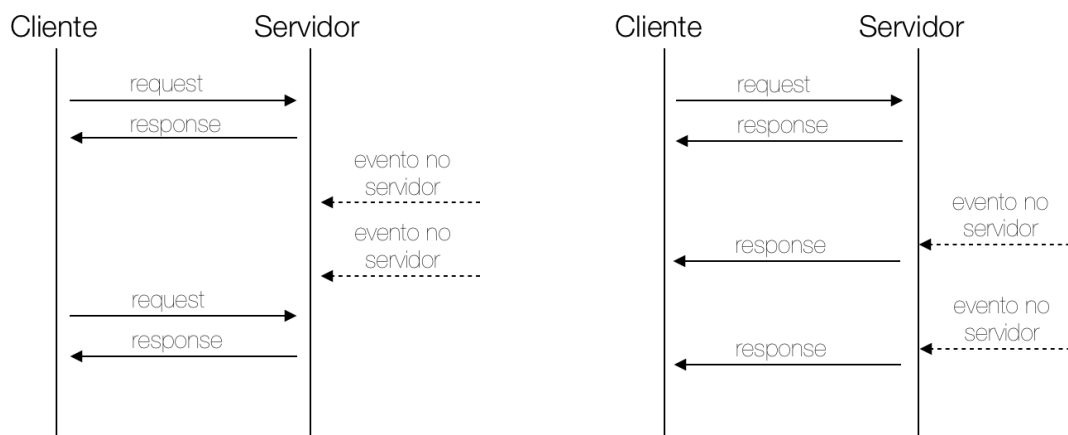 Cliente
Servidor
request
response
evento no
servidor
evento no
servidor
request
response
Cliente
Servidor
request
response
evento no
servidor
response
evento no
servidor
response